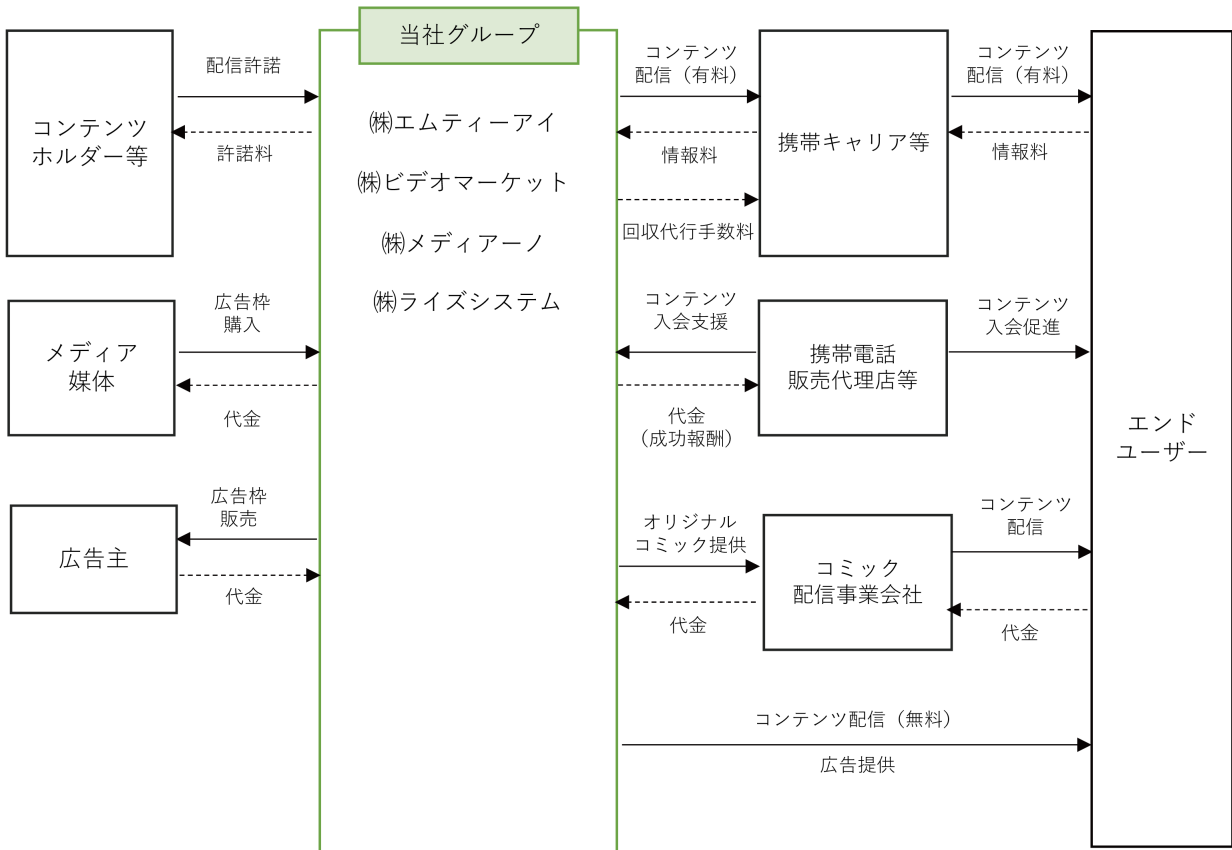 当社グループ
㈱エムティーアイ
㈱ビデオマーケット
㈱メディアーノ
㈱ライズシステム
コンテンツ
ホルダー等
配信許諾
許諾料
メディア
媒体
広告枠
購入
代金
広告主
広告枠
販売
代金
コンテンツ
配信（有料）
情報料
回収代行手数料
携帯キャリア等
コンテンツ
配信（有料）
情報料
コンテンツ
入会支援
代金
（成功報酬）
携帯電話
販売代理店等
コンテンツ
入会促進
オリジナル
コミック提供
代金
コミック
配信事業会社
コンテンツ
配信
代金
コンテンツ配信（無料）
広告提供
エンド
ユーザー